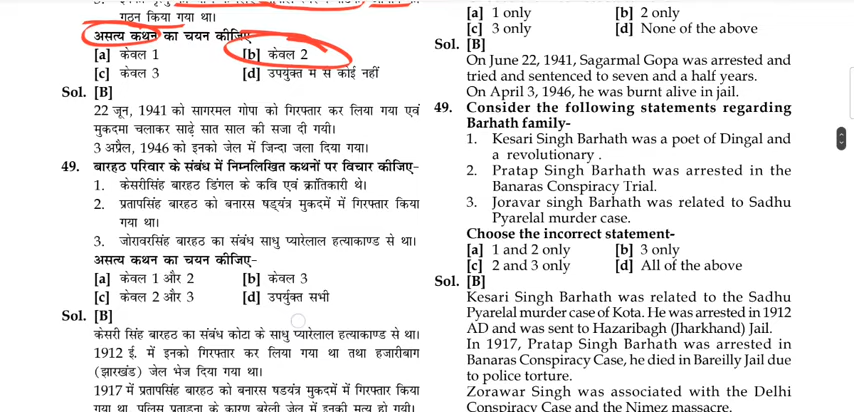 गठन किया गया था।
असत्य कथन का चयन कीजिए-
[a] केवल 1 [b] केवल 2
[c] केवल 3 [d] उपर्युक्त में से कोई नहीं
Sol. [B]
22 जून, 1941 को सागरमल गोपा को गिरफ्तार कर लिया गया एवं
मुकदमा चलाकर साढ़े सात साल की सजा दी गयी।
3 अप्रैल, 1946 को इनको जेल में जिन्दा जला दिया गया।
49. बारहठ परिवार के संबंध में निम्नलिखित कथनों पर विचार कीजिए-
1. केसरीसिंह बारहठ डिंगल के कवि एवं क्रांतिकारी थे।
2. प्रतापसिंह बारहठ को बनारस षड्यंत्र मुकदमें में गिरफ्तार किया
गया था।
3. जोरावरसिंह बारहठ का संबंध साधु प्यारेलाल हत्याकाण्ड से था।
असत्य कथन का चयन कीजिए-
[a] केवल 1 और 2 [b] केवल 3
[c] केवल 2 और 3 [d] उपर्युक्त सभी
Sol. [B]
केसरी सिंह बारहठ का संबंध कोटा के साधु प्यारेलाल हत्याकाण्ड से था।
1912 ई. में इनको गिरफ्तार कर लिया गया था तथा हजारीबाग
(झारखंड) जेल भेज दिया गया था।
1917 में प्रतापसिंह बारहठ को बनारस षडयंत्र मुकदमें में गिरफ्तार किया
गया था, पुलिस प्रताड़ना के कारण बरेली जेल में इनकी मृत्यु हो गयी।
[a] 1 only [b] 2 only
[c] 3 only [d] None of the above
Sol. [B]
On June 22, 1941, Sagarmal Gopa was arrested and
tried and sentenced to seven and a half years.
On April 3, 1946, he was burnt alive in jail.
49. Consider the following statements regarding
Barhath family-
1. Kesari Singh Barhath was a poet of Dingal and
a revolutionary .
2. Pratap Singh Barhath was arrested in the
Banaras Conspiracy Trial.
3. Joravar singh Barhath was related to Sadhu
Pyarelal murder case.
Choose the incorrect statement-
[a] 1 and 2 only [b] 3 only
[c] 2 and 3 only [d] All of the above
Sol. [B]
Kesari Singh Barhath was related to the Sadhu
Pyarelal murder case of Kota. He was arrested in 1912
AD and was sent to Hazaribagh (Jharkhand) Jail.
In 1917, Pratap Singh Barhath was arrested in
Banaras Conspiracy Case, he died in Bareilly Jail due
to police torture.
Zorawar Singh was associated with the Delhi
Conspiracy Case and the Nimez massacre.